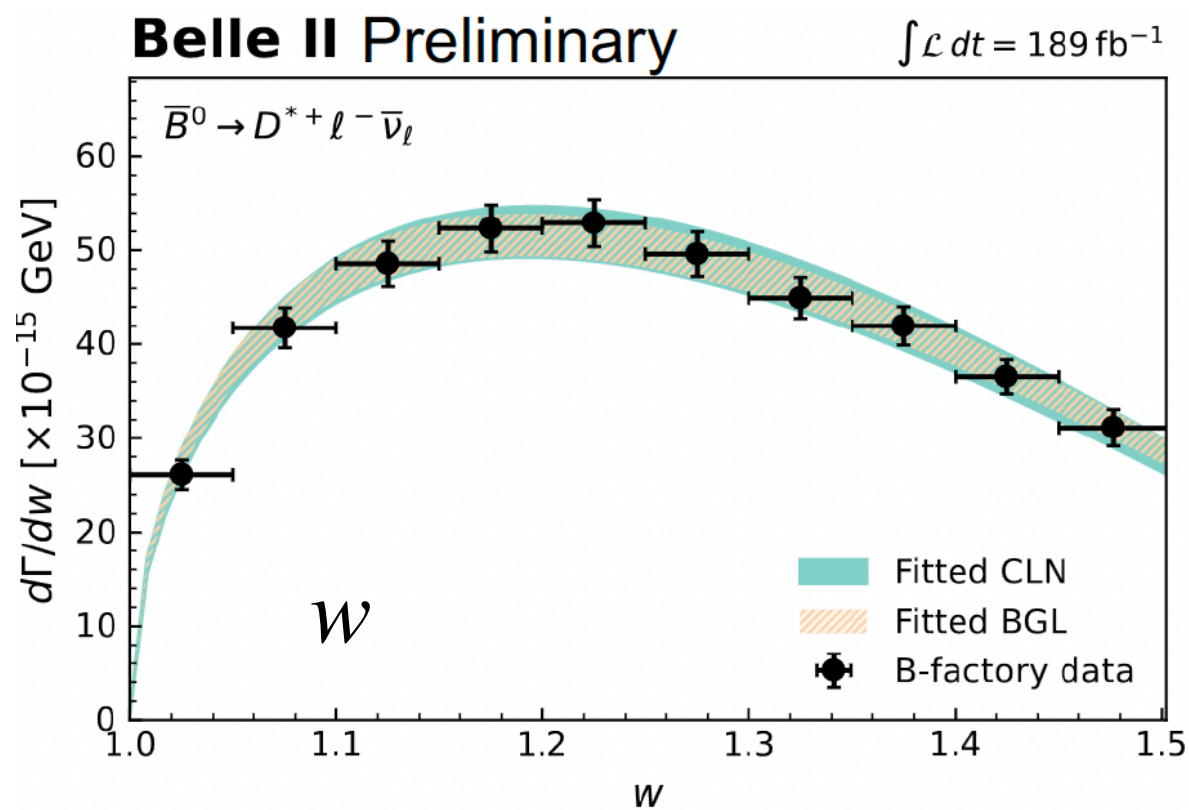 Belle II Preliminary
∫ℒ dt = 189 fb⁻¹
B̅⁰ → D*⁺ ℓ⁻ ν̅ℓ
dΓ/dw [×10⁻¹⁵ GeV]
60
50
40
30
20
10
0
w
Fitted CLN
Fitted BGL
B-factory data
1.0 1.1 1.2 1.3 1.4 1.5
w